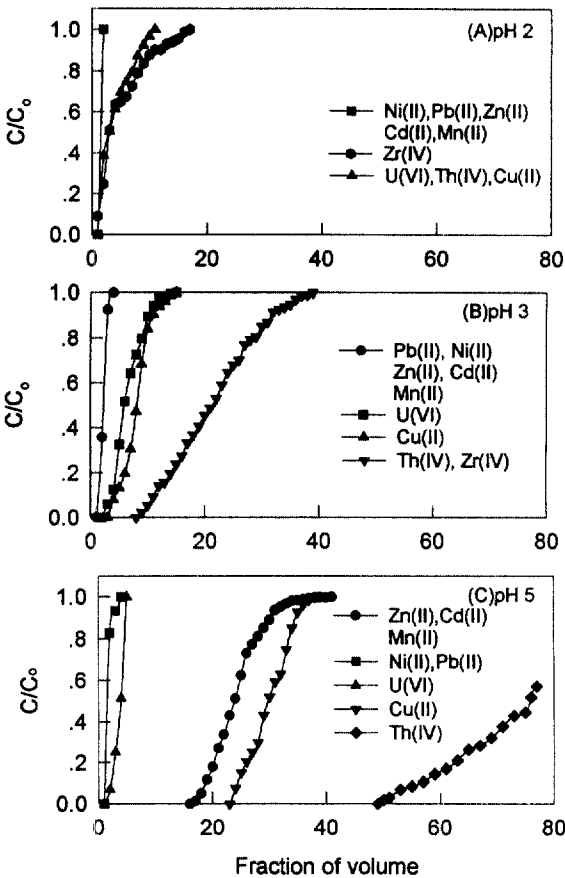 (A)pH 2
C/Co
1.0
.8
.6
.4
.2
0.0
0
20
40
60
80
Ni(II),Pb(II),Zn(II)
Cd(II),Mn(II)
Zr(IV)
U(VI),Th(IV),Cu(II)
(B)pH 3
C/Co
1.0
.8
.6
.4
.2
0.0
0
20
40
60
80
Pb(II), Ni(II)
Zn(II), Cd(II)
Mn(II)
U(VI)
Cu(II)
Th(IV), Zr(IV)
(C)pH 5
C/Co
1.0
.8
.6
.4
.2
0.0
0
20
40
60
80
Zn(II),Cd(II)
Mn(II)
Ni(II),Pb(II)
U(VI)
Cu(II)
Th(IV)
Fraction of volume